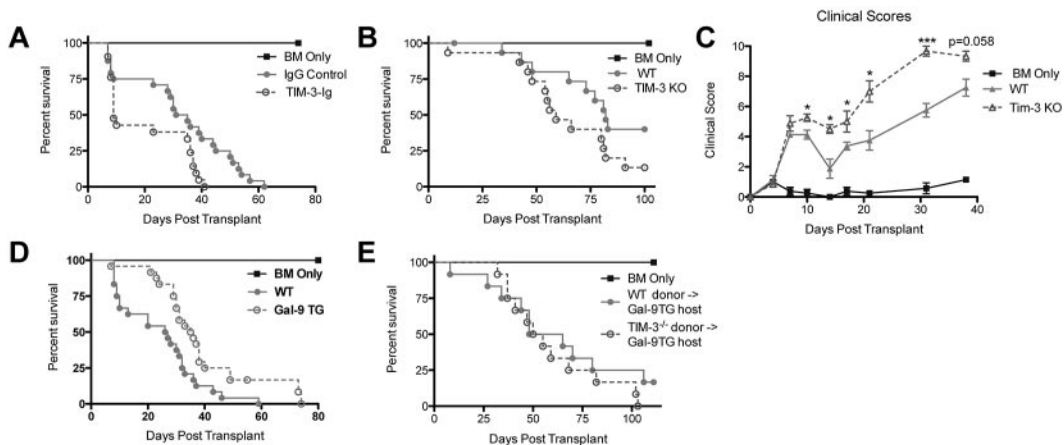 A
Percent survival
100
75
50
25
0
0 20 40 60 80
Days Post Transplant
BM Only
IgG Control
TIM-3-Ig
B
Percent survival
100
75
50
25
0
0 25 50 75 100
Days Post Transplant
BM Only
WT
TIM-3 KO
C
Clinical Scores
Clinical Score
10
8
6
4
2
0
0 10 20 30 40
Days Post Transplant
* * * * *** p=0.058
BM Only
WT
Tim-3 KO
D
Percent survival
100
75
50
25
0
0 20 40 60 80
Days Post Transplant
BM Only
WT
Gal-9 TG
E
Percent survival
100
75
50
25
0
0 25 50 75 100
Days Post Transplant
BM Only
WT donor ->
Gal-9TG host
TIM-3-/- donor ->
Gal-9TG host